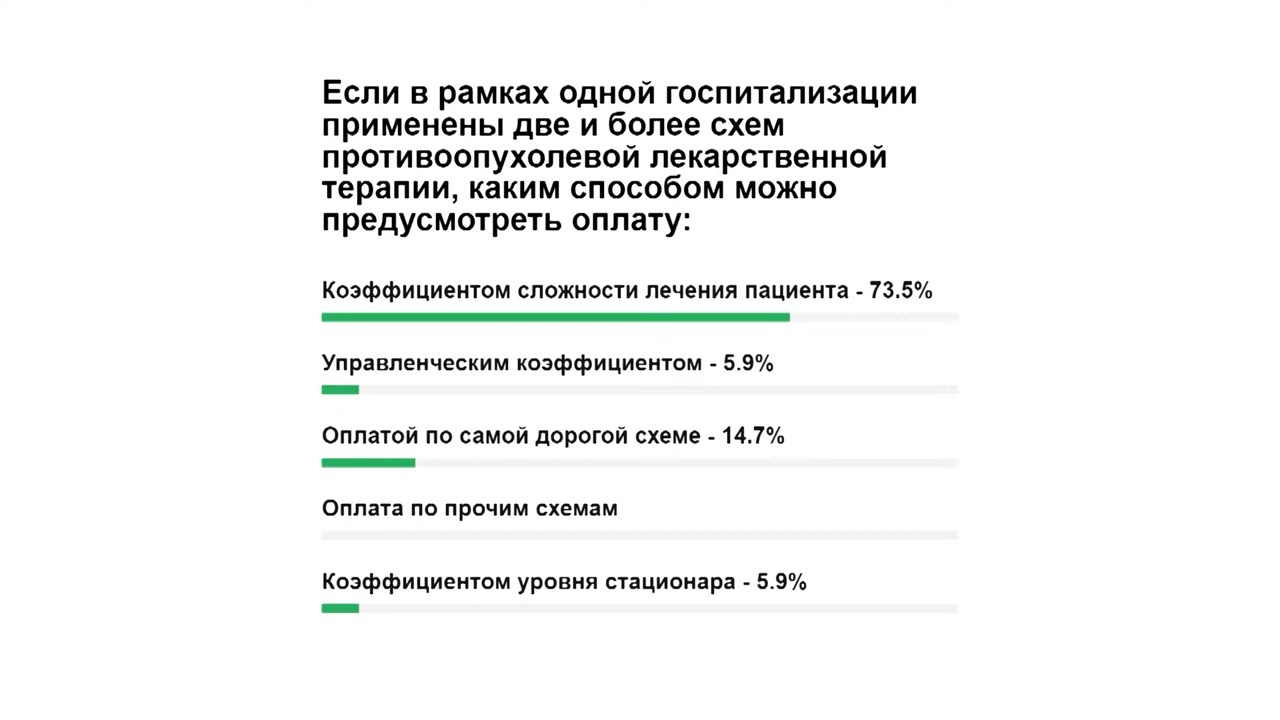 Если в рамках одной госпитализации
применены две и более схем
противоопухолевой лекарственной
терапии, каким способом можно
предусмотреть оплату:
Коэффициентом сложности лечения пациента - 73.5%
Управленческим коэффициентом - 5.9%
Оплатой по самой дорогой схеме - 14.7%
Оплата по прочим схемам
Коэффициентом уровня стационара - 5.9%